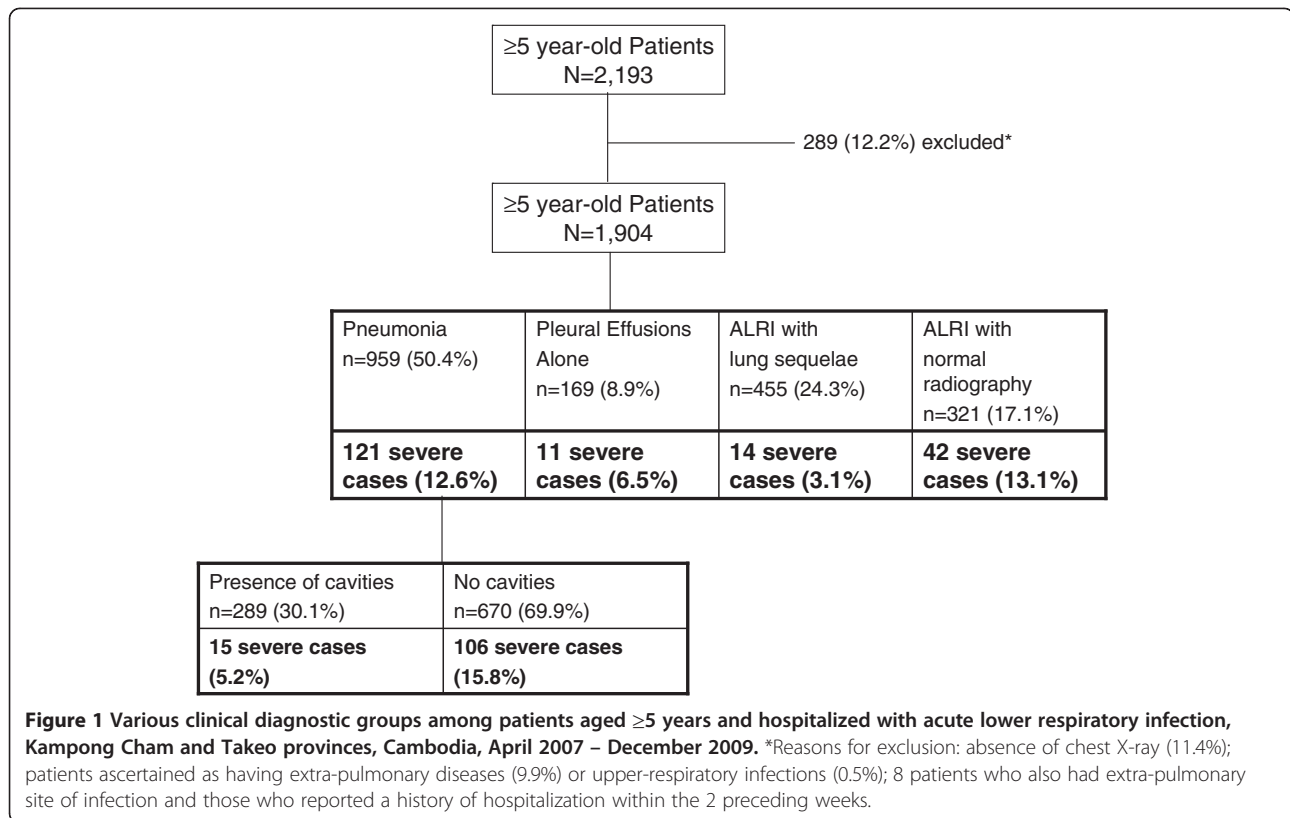 ≥5 year-old Patients
N=2,193
289 (12.2%) excluded*
≥5 year-old Patients
N=1,904
Pneumonia
n=959 (50.4%)
Pleural Effusions
Alone
n=169 (8.9%)
ALRI with
lung sequelae
n=455 (24.3%)
ALRI with
normal
radiography
n=321 (17.1%)
121 severe
cases (12.6%)
11 severe
cases (6.5%)
14 severe
cases (3.1%)
42 severe
cases (13.1%)
Presence of cavities
n=289 (30.1%)
No cavities
n=670 (69.9%)
15 severe cases
(5.2%)
106 severe cases
(15.8%)
Figure 1 Various clinical diagnostic groups among patients aged ≥5 years and hospitalized with acute lower respiratory infection,
Kampong Cham and Takeo provinces, Cambodia, April 2007 – December 2009. *Reasons for exclusion: absence of chest X-ray (11.4%);
patients ascertained as having extra-pulmonary diseases (9.9%) or upper-respiratory infections (0.5%); 8 patients who also had extra-pulmonary
site of infection and those who reported a history of hospitalization within the 2 preceding weeks.